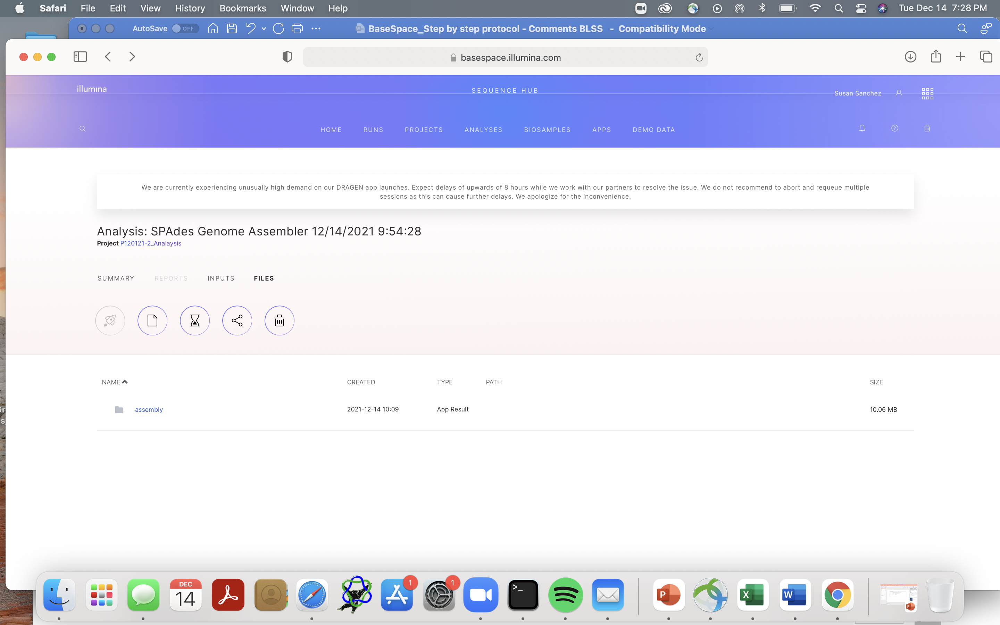 Safari File Edit View History Bookmarks Window Help Tue Dec 14 7:28 PM
AutoSave OFF BaseSpace_Step by step protocol - Comments BLSS - Compatibility Mode
basespace.illumina.com
illumina
SEQUENCE HUB
Susan Sanchez
HOME RUNS PROJECTS ANALYSES BIOSAMPLES APPS DEMO DATA
We are currently experiencing unusually high demand on our DRAGEN app launches. Expect delays of upwards of 8 hours while we work with our partners to resolve the issue. We do not recommend to abort and requeue multiple
sessions as this can cause further delays. We apologize for the inconvenience.
Analysis: SPAdes Genome Assembler 12/14/2021 9:54:28
Project P120121-2_Analaysis
SUMMARY REPORTS INPUTS FILES
NAME CREATED TYPE PATH SIZE
assembly 2021-12-14 10:09 App Result 10.06 MB
DEC
14
1
1
>_
P
X
W
P